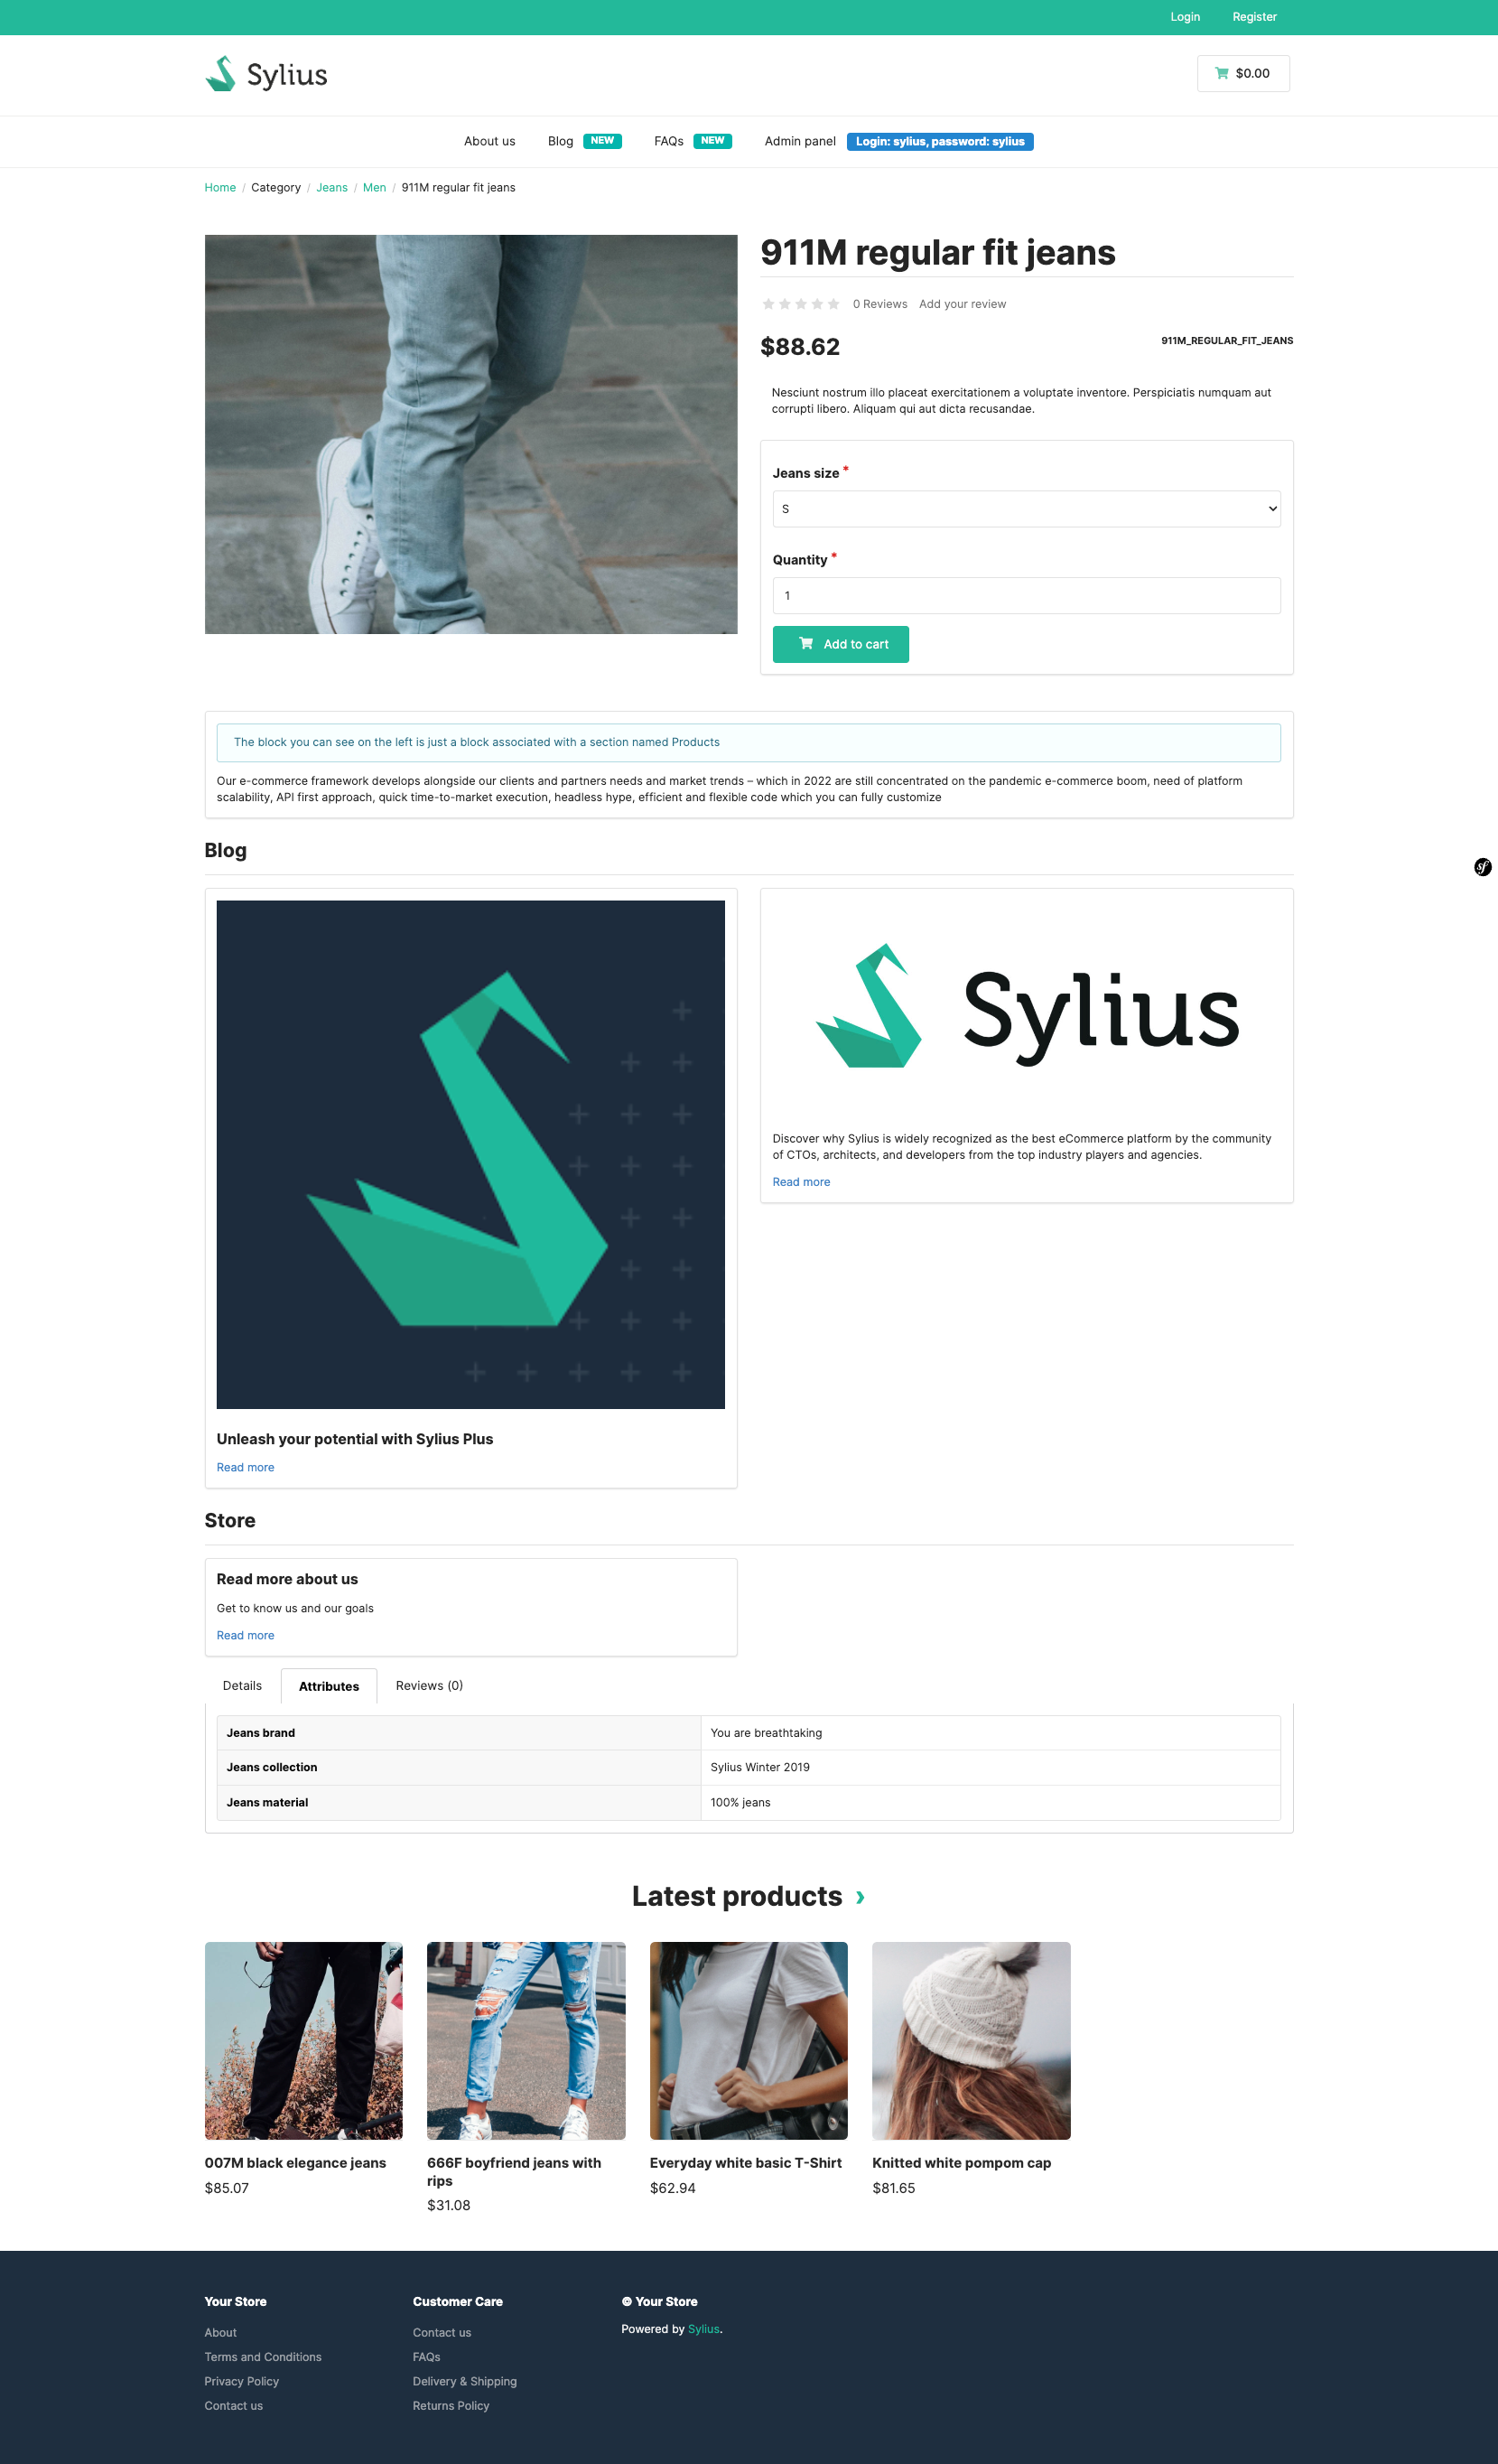 Login Register
Sylius
$0.00
About us Blog NEW FAQs NEW Admin panel Login: sylius, password: sylius
Home / Category / Jeans / Men / 911M regular fit jeans
911M regular fit jeans
0 Reviews Add your review
$88.62
911M_REGULAR_FIT_JEANS
Nesciunt nostrum illo placeat exercitationem a voluptate inventore. Perspiciatis numquam aut
corrupti libero. Aliquam qui aut dicta recusandae.
Jeans size *
S
Quantity *
1
Add to cart
The block you can see on the left is just a block associated with a section named Products
Our e-commerce framework develops alongside our clients and partners needs and market trends – which in 2022 are still concentrated on the pandemic e-commerce boom, need of platform
scalability, API first approach, quick time-to-market execution, headless hype, efficient and flexible code which you can fully customize
Blog
sf
Unleash your potential with Sylius Plus
Read more
Sylius
Discover why Sylius is widely recognized as the best eCommerce platform by the community
of CTOs, architects, and developers from the top industry players and agencies.
Read more
Store
Read more about us
Get to know us and our goals
Read more
Details Attributes Reviews (0)
Jeans brand You are breathtaking
Jeans collection Sylius Winter 2019
Jeans material 100% jeans
Latest products ›
007M black elegance jeans
$85.07
666F boyfriend jeans with
rips
$31.08
Everyday white basic T-Shirt
$62.94
Knitted white pompom cap
$81.65
Your Store
About
Terms and Conditions
Privacy Policy
Contact us
Customer Care
Contact us
FAQs
Delivery & Shipping
Returns Policy
© Your Store
Powered by Sylius.